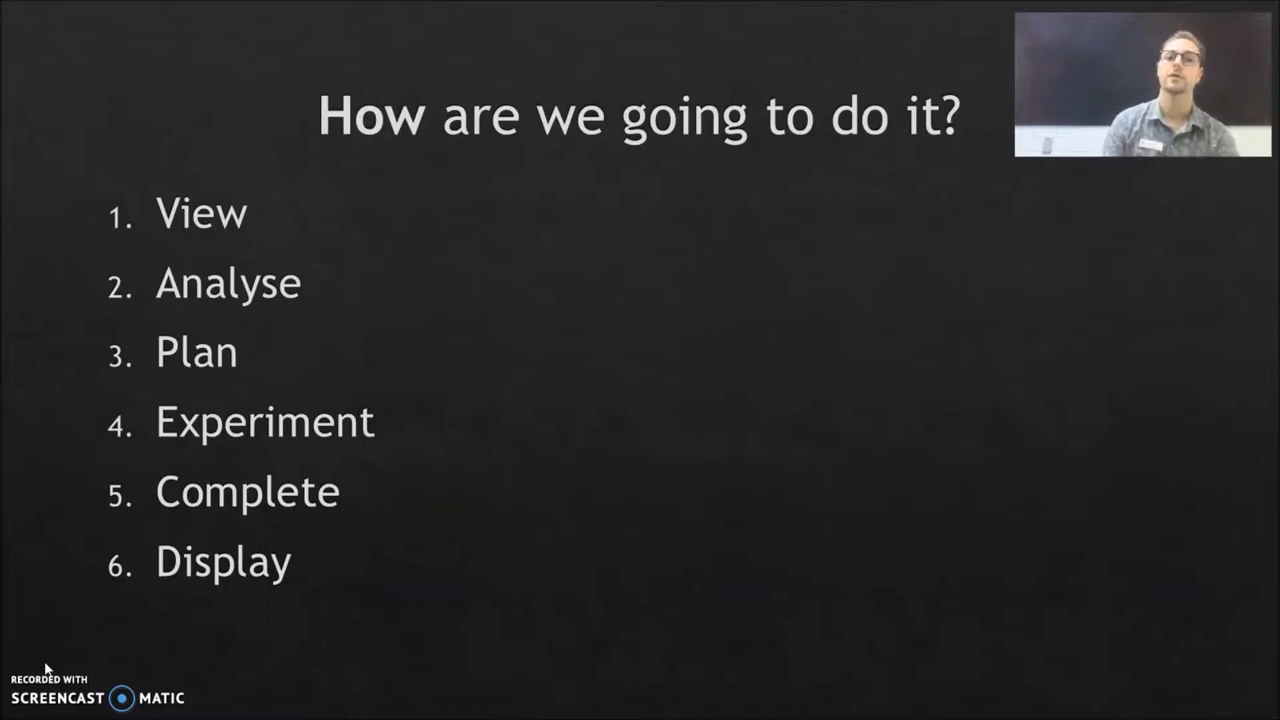 How are we going to do it?
1. View
2. Analyse
3. Plan
4. Experiment
5. Complete
6. Display
RECORDED WITH
SCREENCAST MATIC